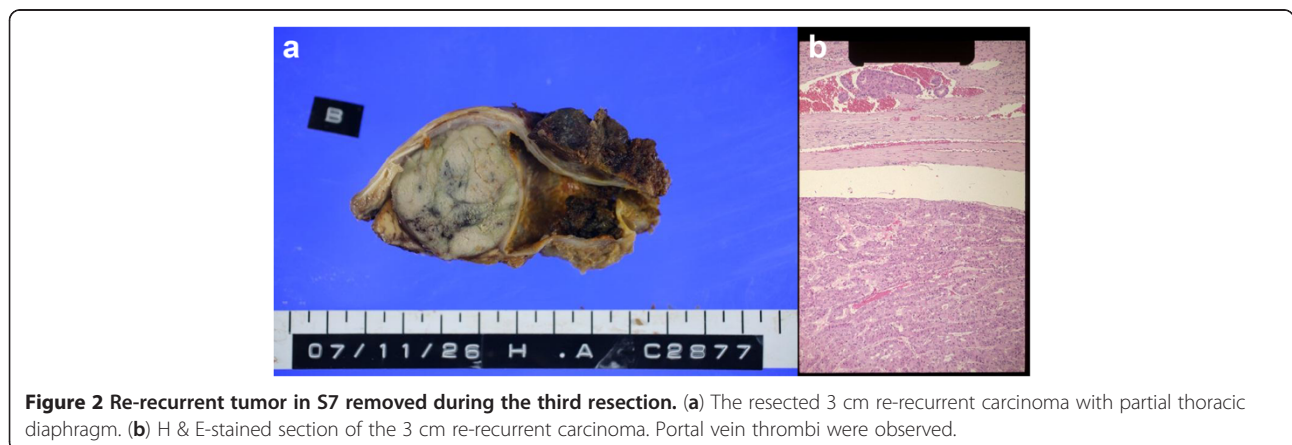 a
b
B
07/11/26 H .A C2877
Figure 2 Re-recurrent tumor in S7 removed during the third resection. (a) The resected 3 cm re-recurrent carcinoma with partial thoracic
diaphragm. (b) H & E-stained section of the 3 cm re-recurrent carcinoma. Portal vein thrombi were observed.